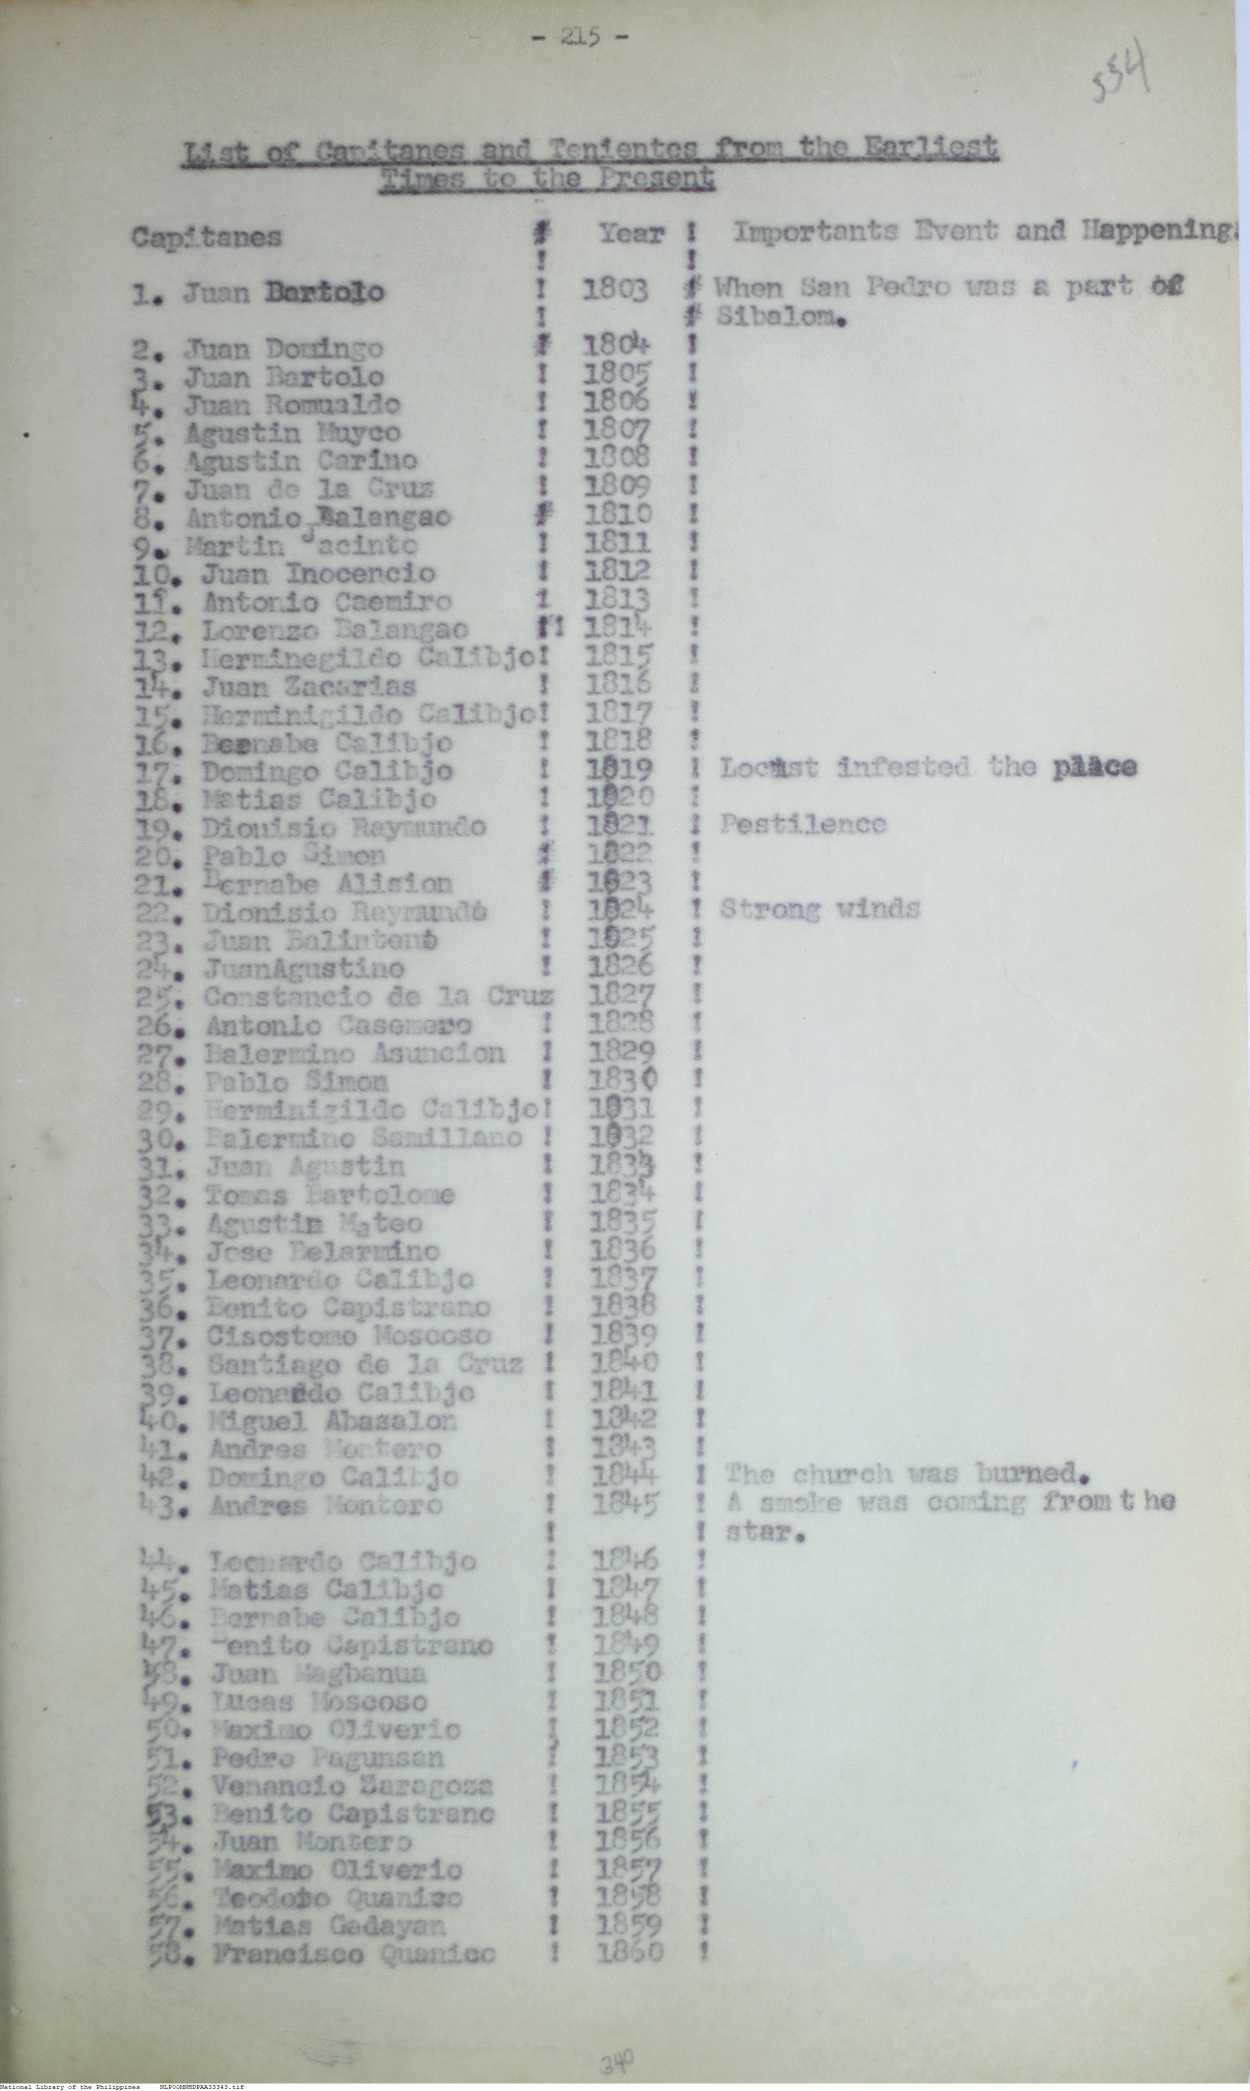 - 215 -
334
List of Capitanes and Tenientes from the Earliest
Times to the Present
Capitanes ! Year ! Importants Event and Happening
1. Juan Bartolo ! 1803 ! When San Pedro was a part of
! ! Sibalom.
2. Juan Domingo ! 1804 !
3. Juan Bartolo ! 1805 !
4. Juan Romualdo ! 1806 !
5. Agustin Muyco ! 1807 !
6. Agustin Carino ! 1808 !
7. Juan de la Cruz ! 1809 !
8. Antonio Balangao ! 1810 !
9. Martin Jacinto ! 1811 !
10. Juan Inocencio ! 1812 !
11. Antonio Casmiro ! 1813 !
12. Lorenzo Balangao ! 1814 !
13. Herminegildo Calibjo! 1815 !
14. Juan Zacarias ! 1816 !
15. Herminigildo Calibjo! 1817 !
16. Bernabe Calibjo ! 1818 !
17. Domingo Calibjo ! 1819 ! Locust infested the place
18. Matias Calibjo ! 1820 !
19. Dionisio Raymundo ! 1821 ! Pestilence
20. Pablo Simon ! 1822 !
21. Bernabe Alision ! 1823 !
22. Dionisio Raymundo ! 1824 ! Strong winds
23. Juan Balinteno ! 1825 !
24. JuanAgustino ! 1826 !
25. Constancio de la Cruz 1827 !
26. Antonio Casemero ! 1828 !
27. Balermino Asuncion ! 1829 !
28. Pablo Simon ! 1830 !
29. Herminigildo Calibjo! 1831 !
30. Palermino Samillano ! 1832 !
31. Juan Agustin ! 1833 !
32. Tomas Bartolome ! 1834 !
33. Agustin Mateo ! 1835 !
34. Jose Belarmino ! 1836 !
35. Leonardo Calibjo ! 1837 !
36. Benito Capistrano ! 1838 !
37. Cisostomo Moscoso ! 1839 !
38. Santiago de la Cruz ! 1840 !
39. Leonardo Calibjo ! 1841 !
40. Miguel Abasalon ! 1842 !
41. Andres Montero ! 1843 !
42. Domingo Calibjo ! 1844 ! The church was burned.
43. Andres Montero ! 1845 ! A smoke was coming from t he
! ! star.
44. Leonardo Calibjo ! 1846 !
45. Matias Calibjo ! 1847 !
46. Bernabe Calibjo ! 1848 !
47. Benito Capistrano ! 1849 !
48. Juan Magbanua ! 1850 !
49. Lucas Moscoso ! 1851 !
50. Maximo Oliverio ! 1852 !
51. Pedro Pagunsan ! 1853 !
52. Venancio Zaragosa ! 1854 !
53. Benito Capistrano ! 1855 !
54. Juan Montero ! 1856 !
55. Maximo Oliverio ! 1857 !
56. Teodoro Quanico ! 1858 !
57. Matias Gadayan ! 1859 !
58. Francisco Quanico ! 1860 !
340
National Library of the Philippines NLPOOMNHDPAA33343.tif